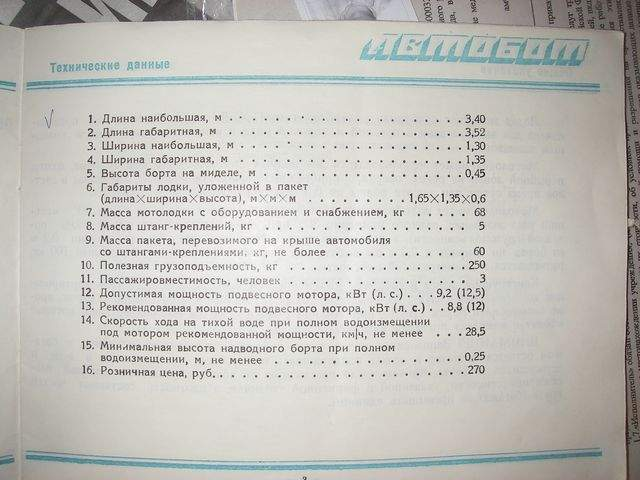 АВТОБОТ
Технические данные
1. Длина наибольшая, м . . . . . . . . . . . . 3,40
2. Длина габаритная, м . . . . . . . . . . . . 3,52
3. Ширина наибольшая, м . . . . . . . . . . . . 1,30
4. Ширина габаритная, м . . . . . . . . . . . . 1,35
5. Высота борта на миделе, м . . . . . . . . . . . . 0,45
6. Габариты лодки, уложенной в пакет
(длина×ширина×высота), м×м×м . . . . . . . . . 1,65×1,35×0,6
7. Масса мотолодки с оборудованием и снабжением, кг . . . . 68
8. Масса штанг-креплений, кг . . . . . . . . . . . . 5
9. Масса пакета, перевозимого на крыше автомобиля
со штангами-креплениями, кг, не более . . . . . . . . 60
10. Полезная грузоподъемность, кг . . . . . . . . . . . . 250
11. Пассажировместимость, человек . . . . . . . . . . . . 3
12. Допустимая мощность подвесного мотора, кВт (л. с.) . . . 9,2 (12,5)
13. Рекомендованная мощность подвесного мотора, кВт (л. с.) . 8,8 (12)
14. Скорость хода на тихой воде при полном водоизмещении
под мотором рекомендованной мощности, км/ч, не менее . . . 28,5
15. Минимальная высота надводного борта при полном
водоизмещении, м, не менее . . . . . . . . . . . . 0,25
16. Розничная цена, руб. . . . . . . . . . . . . 270